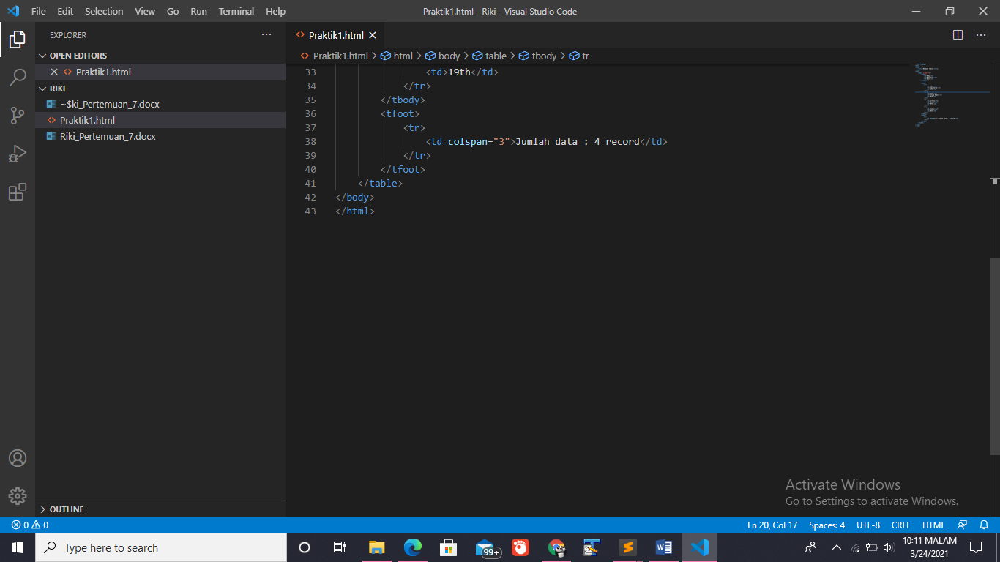 File Edit Selection View Go Run Terminal Help Praktik1.html - Riki - Visual Studio Code
EXPLORER
OPEN EDITORS
Praktik1.html
RIKI
~$ki_Pertemuan_7.docx
Praktik1.html
Riki_Pertemuan_7.docx
OUTLINE
Praktik1.html
Praktik1.html > html > body > table > tbody > tr
33 <td>19th</td>
34 </tr>
35 </tbody>
36 <tfoot>
37 <tr>
38 <td colspan="3">Jumlah data : 4 record</td>
39 </tr>
40 </tfoot>
41 </table>
42 </body>
43 </html>
Activate Windows
Go to Settings to activate Windows.
0 0 Ln 20, Col 17 Spaces: 4 UTF-8 CRLF HTML
Type here to search
99+
10:11 MALAM
3/24/2021